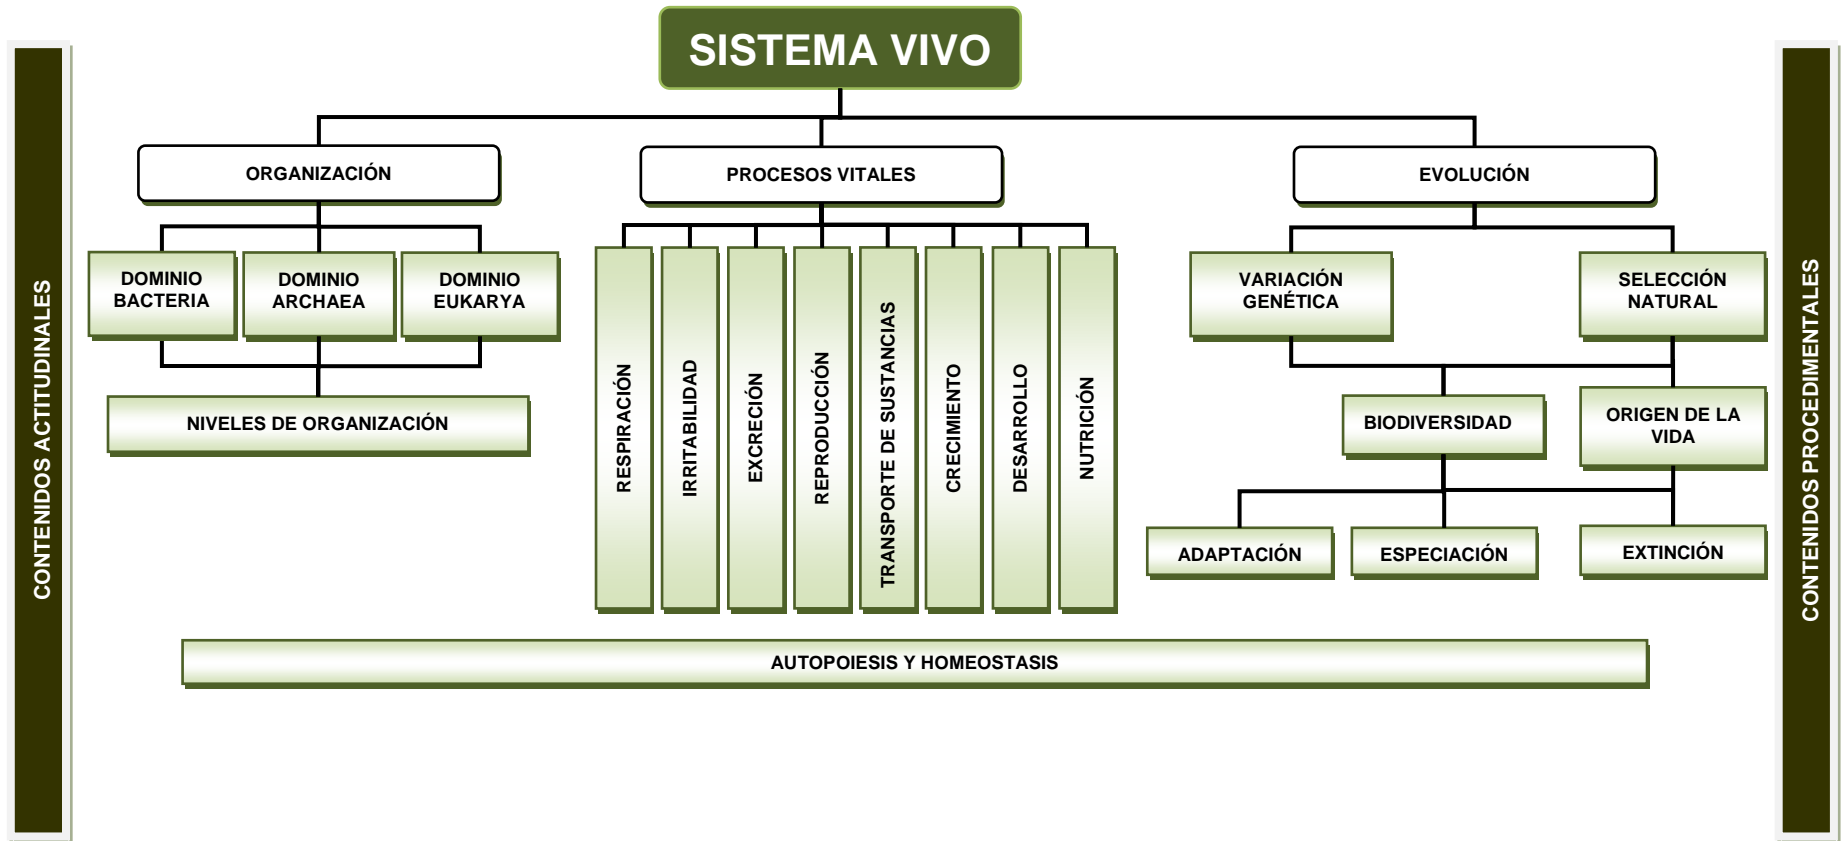 SISTEMA VIVO
CONTENIDOS ACTITUDINALES
ORGANIZACIÓN
PROCESOS VITALES
EVOLUCIÓN
DOMINIO
BACTERIA
DOMINIO
ARCHAEA
DOMINIO
EUKARYA
NIVELES DE ORGANIZACIÓN
RESPIRACIÓN
IRRITABILIDAD
EXCRECIÓN
REPRODUCCIÓN
TRANSPORTE DE SUSTANCIAS
CRECIMIENTO
DESARROLLO
NUTRICIÓN
VARIACIÓN
GENÉTICA
SELECCIÓN
NATURAL
BIODIVERSIDAD
ORIGEN DE LA
VIDA
ADAPTACIÓN
ESPECIACIÓN
EXTINCIÓN
AUTOPOIESIS Y HOMEOSTASIS
CONTENIDOS PROCEDIMENTALES